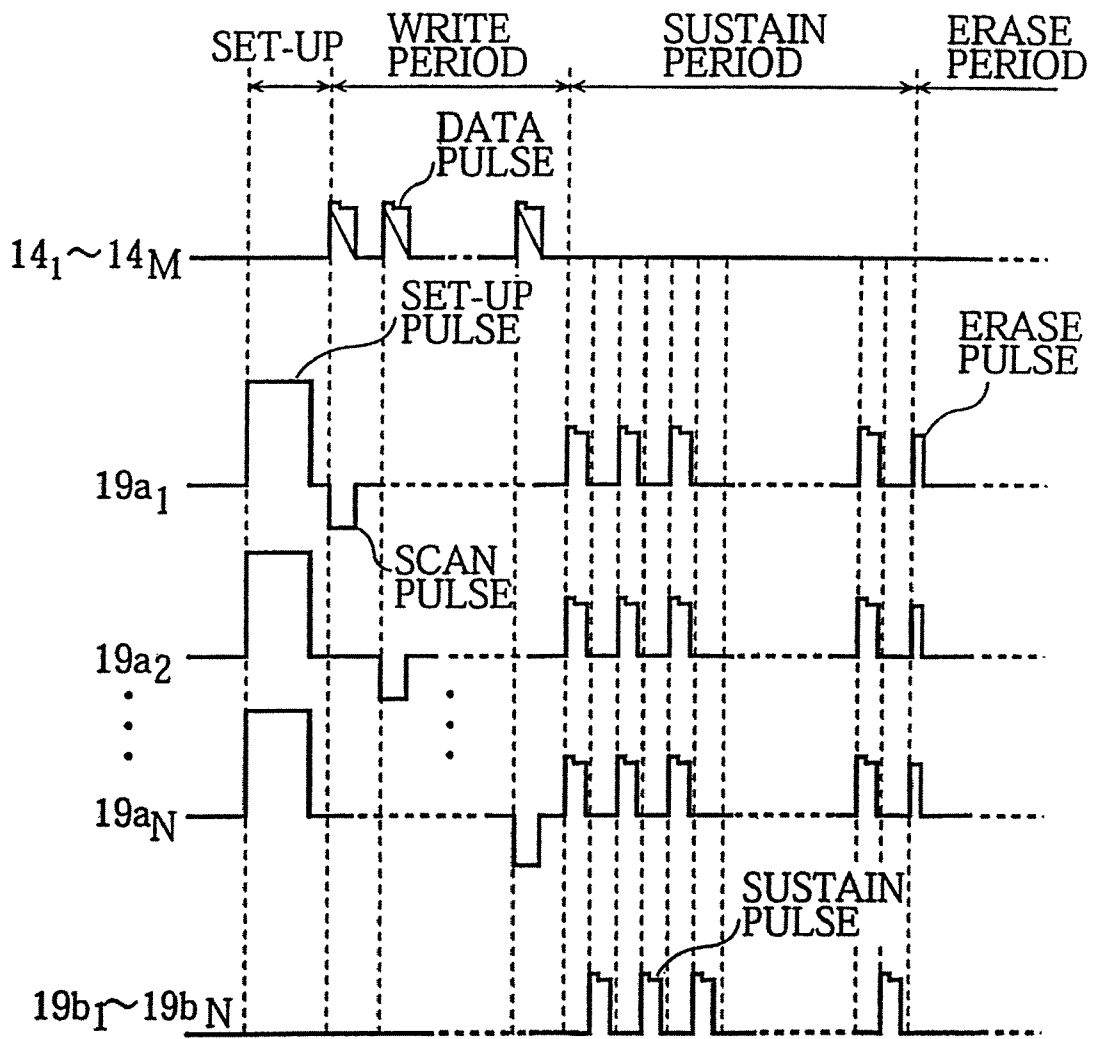 SET-UP
WRITE
PERIOD
SUSTAIN
PERIOD
ERASE
PERIOD
DATA
PULSE
14₁~14M
SET-UP
PULSE
ERASE
PULSE
19a₁
SCAN
PULSE
19a₂
19aN
SUSTAIN
PULSE
19b₁~19bN